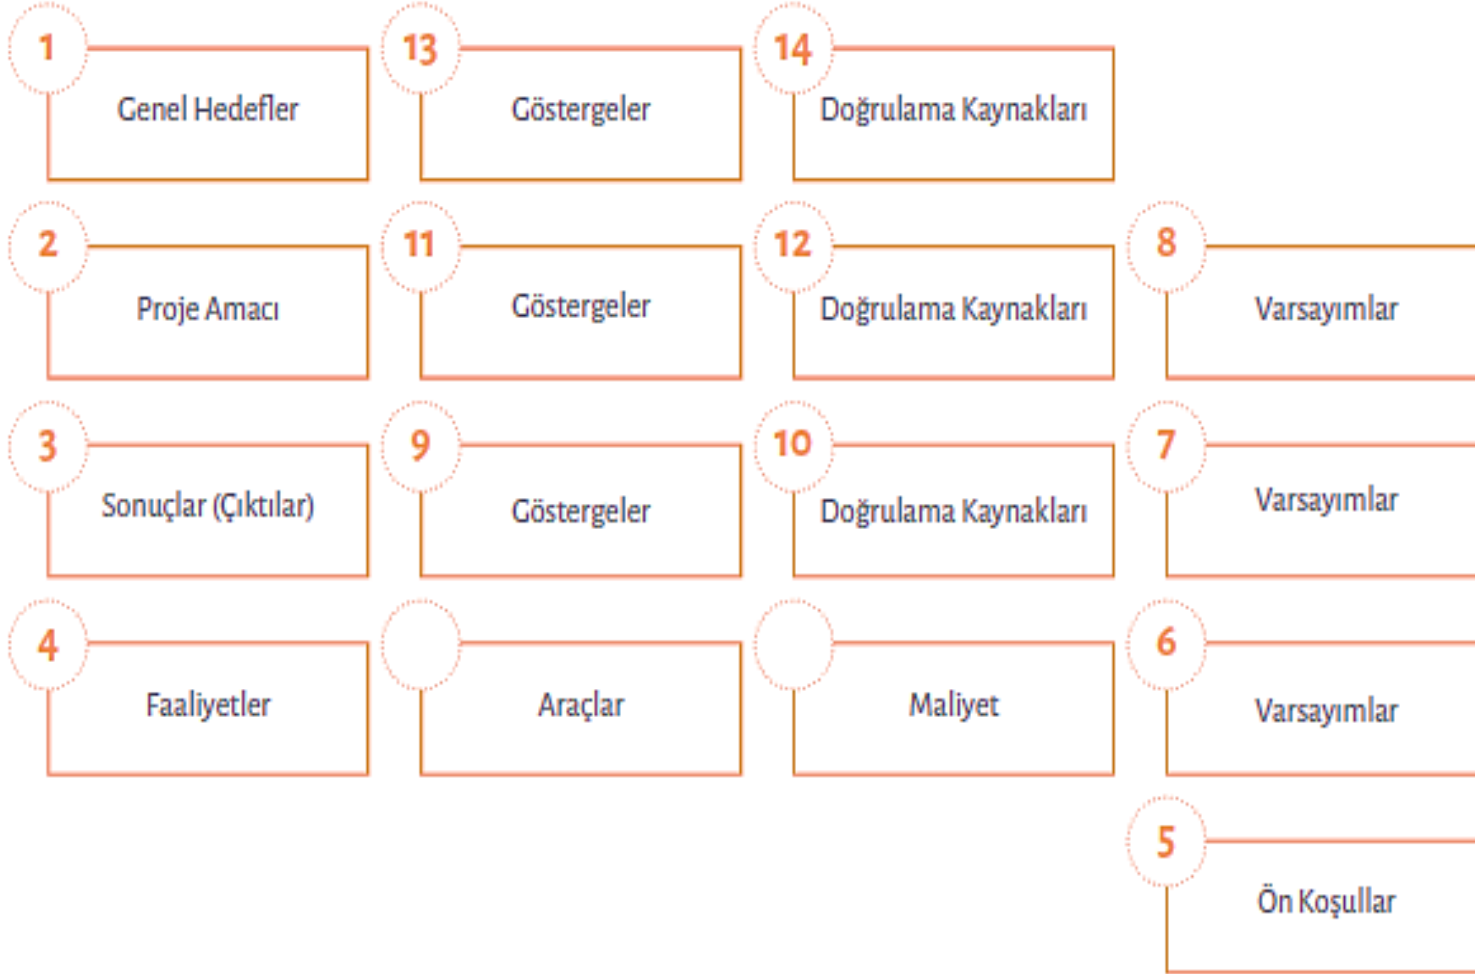 1 13 14
Genel Hedefler Göstergeler Doğrulama Kaynakları
2 11 12 8
Proje Amacı Göstergeler Doğrulama Kaynakları Varsayımlar
3 9 10 7
Sonuçlar (Çıktılar) Göstergeler Doğrulama Kaynakları Varsayımlar
4 6
Faaliyetler Araçlar Maliyet Varsayımlar
5
Ön Koşullar